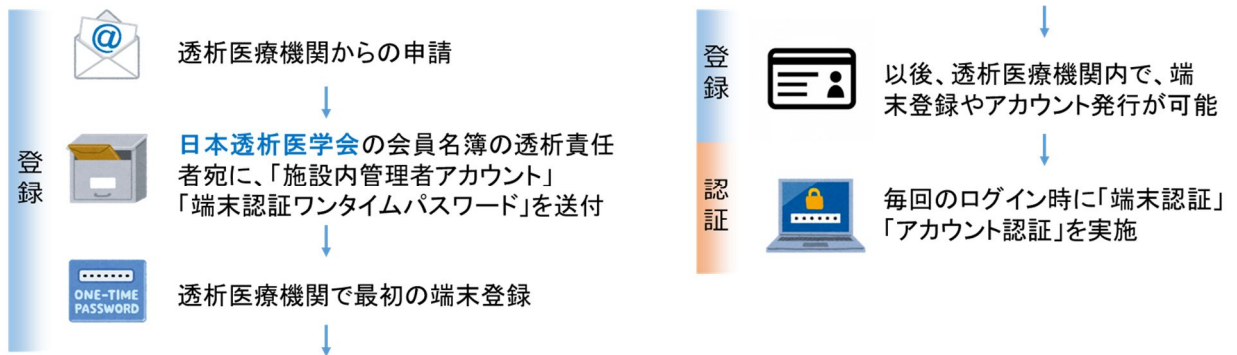 登録
@
透析医療機関からの申請
日本透析医学会の会員名簿の透析責任
者宛に、「施設内管理者アカウント」
「端末認証ワンタイムパスワード」を送付
ONE-TIME
PASSWORD
透析医療機関で最初の端末登録
登録
以後、透析医療機関内で、端
末登録やアカウント発行が可能
認証
毎回のログイン時に「端末認証」
「アカウント認証」を実施